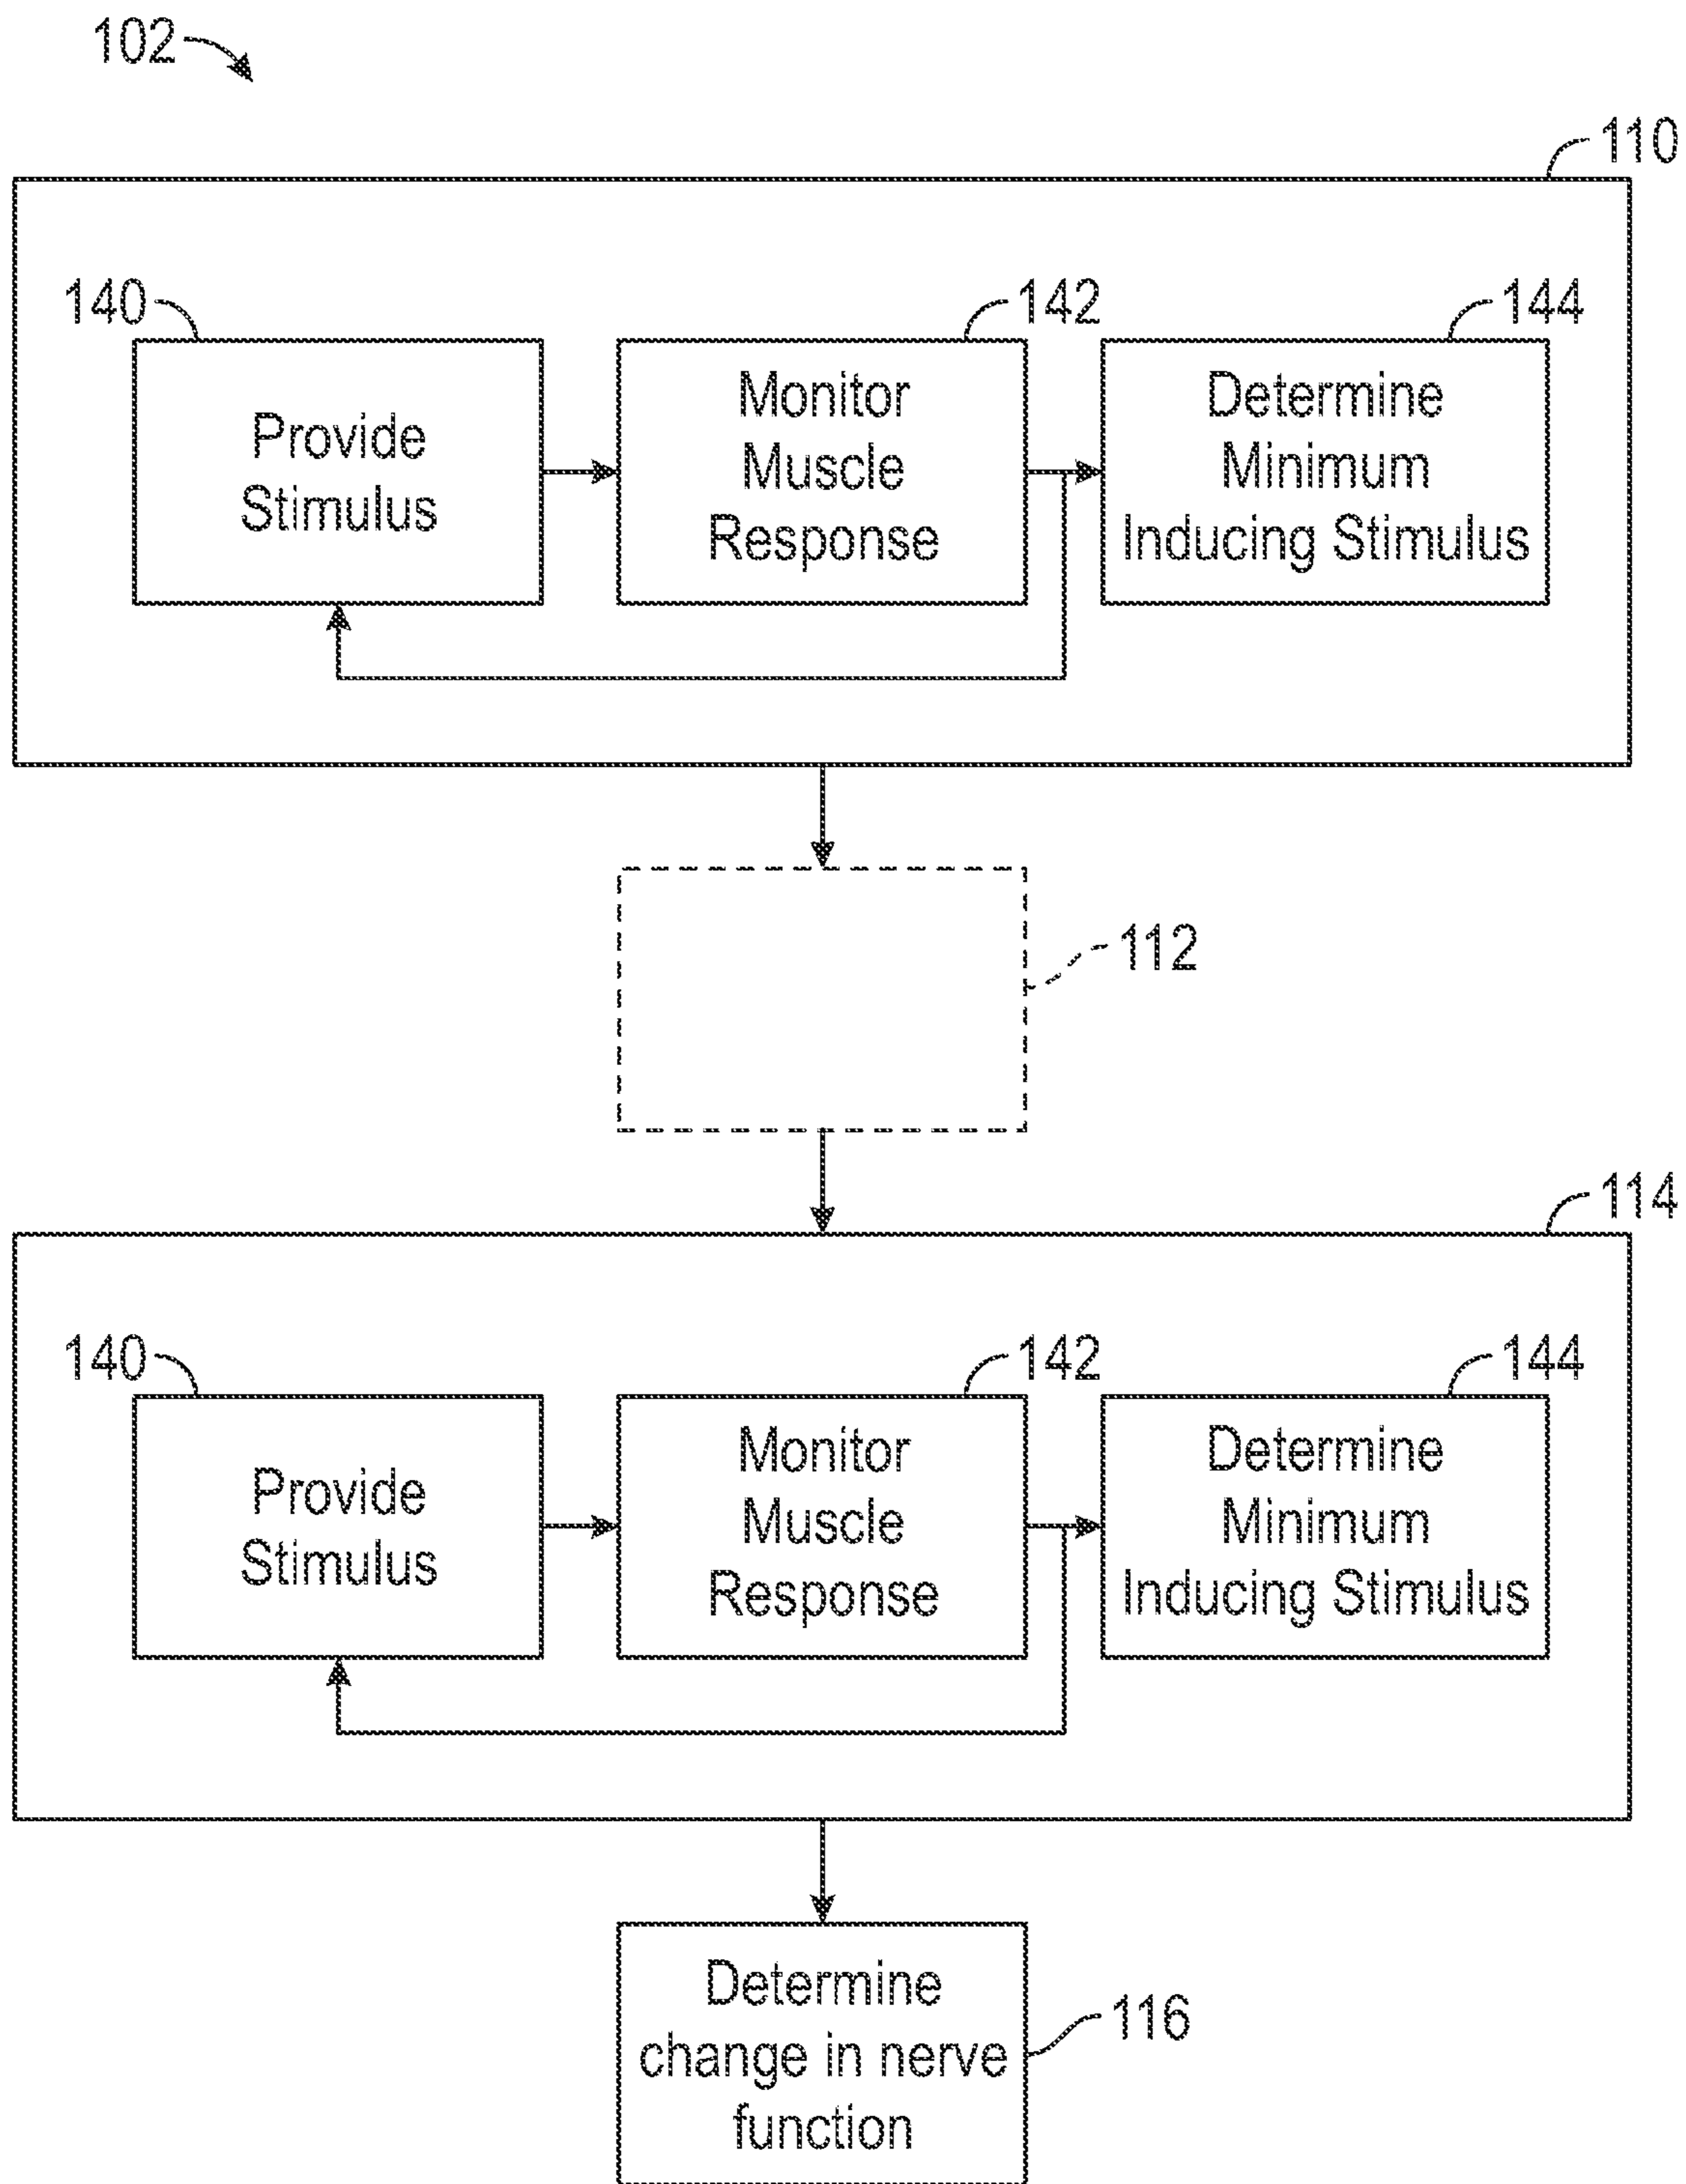 102
110
140
142
144
Provide
Stimulus
Monitor
Muscle
Response
Determine
Minimum
Inducing Stimulus
112
114
140
142
144
Provide
Stimulus
Monitor
Muscle
Response
Determine
Minimum
Inducing Stimulus
Determine
change in nerve
function
116